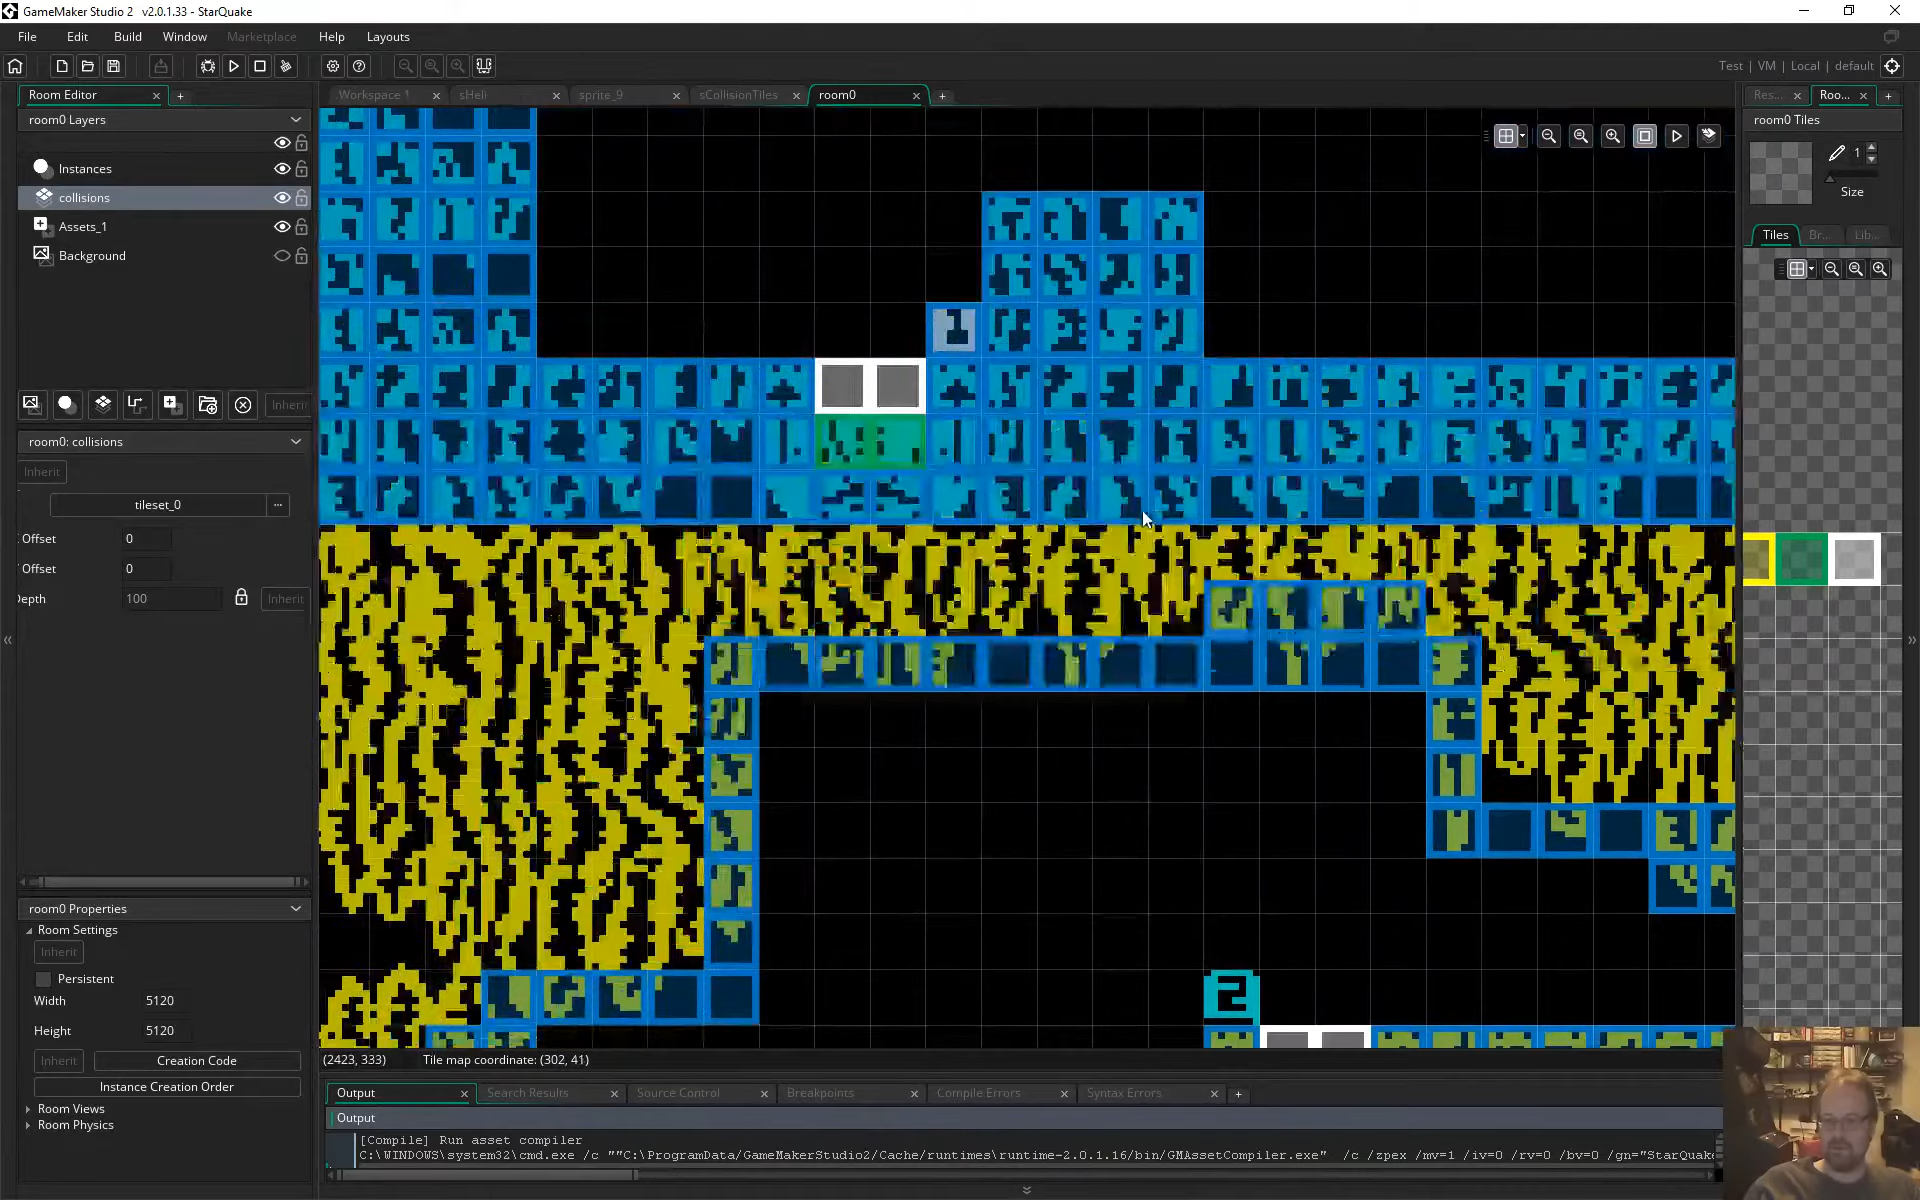 GameMaker Studio 2 v2.0.1.33 - StarQuake
File Edit Build Window Marketplace Help Layouts
Test | VM | Local | default
Room Editor
Workspace 1
sHeli
sprite_9
sCollisionTiles
room0
Res...
Roo...
room0 Layers
room0 Tiles
Instances
collisions
Assets_1
Background
1
Size
Tiles
Br...
Lib...
1
Inheri
room0: collisions
Inherit
tileset_0
...
Offset 0
Offset 0
Depth 100 Inherit
room0 Properties
Room Settings
Inherit
Persistent
Width 5120
Height 5120
Inherit Creation Code
Instance Creation Order
Room Views
Room Physics
2
(2423, 333) Tile map coordinate: (302, 41)
Output Search Results Source Control Breakpoints Compile Errors Syntax Errors
Output
[Compile] Run asset compiler
C:\WINDOWS\system32\cmd.exe /c ""C:\ProgramData/GameMakerStudio2/Cache/runtimes\runtime-2.0.1.16/bin/GMAssetCompiler.exe" /c /zpex /mv=1 /iv=0 /rv=0 /bv=0 /gn="StarQuake